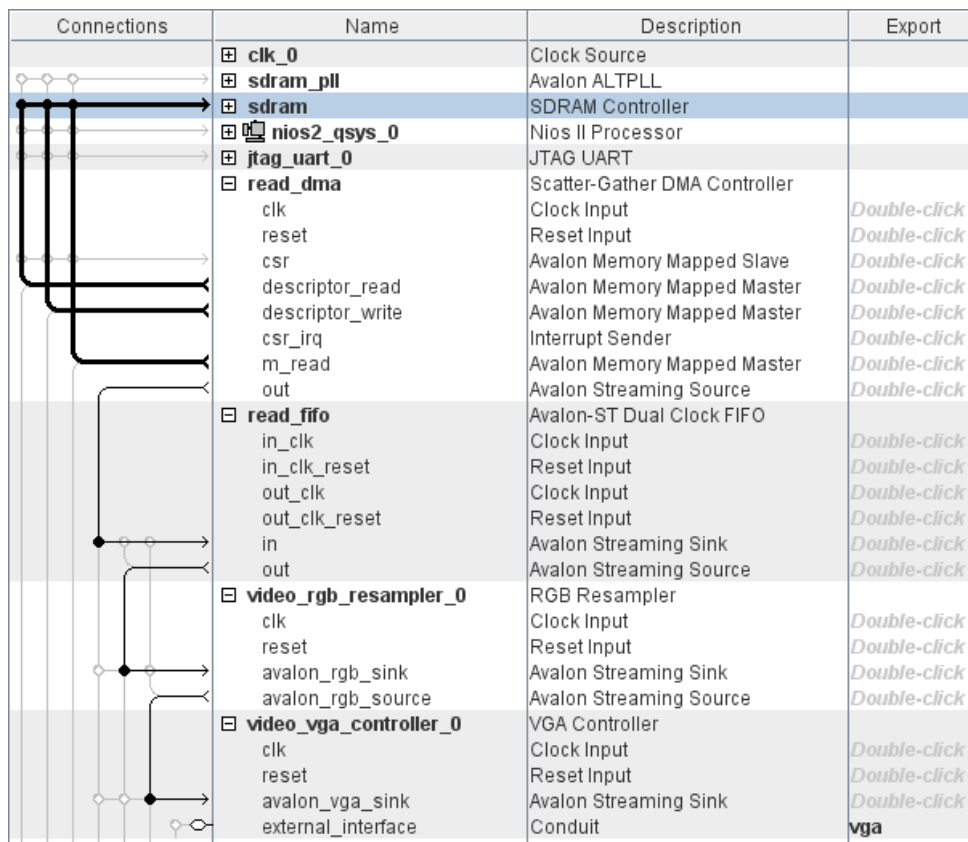 Connections Name Description Export
clk_0 Clock Source
sdram_pll Avalon ALTPLL
sdram SDRAM Controller
nios2_qsys_0 Nios II Processor
jtag_uart_0 JTAG UART
read_dma Scatter-Gather DMA Controller
clk Clock Input Double-click
reset Reset Input Double-click
csr Avalon Memory Mapped Slave Double-click
descriptor_read Avalon Memory Mapped Master Double-click
descriptor_write Avalon Memory Mapped Master Double-click
csr_irq Interrupt Sender Double-click
m_read Avalon Memory Mapped Master Double-click
out Avalon Streaming Source Double-click
read_fifo Avalon-ST Dual Clock FIFO
in_clk Clock Input Double-click
in_clk_reset Reset Input Double-click
out_clk Clock Input Double-click
out_clk_reset Reset Input Double-click
in Avalon Streaming Sink Double-click
out Avalon Streaming Source Double-click
video_rgb_resampler_0 RGB Resampler
clk Clock Input Double-click
reset Reset Input Double-click
avalon_rgb_sink Avalon Streaming Sink Double-click
avalon_rgb_source Avalon Streaming Source Double-click
video_vga_controller_0 VGA Controller
clk Clock Input Double-click
reset Reset Input Double-click
avalon_vga_sink Avalon Streaming Sink Double-click
external_interface Conduit vga